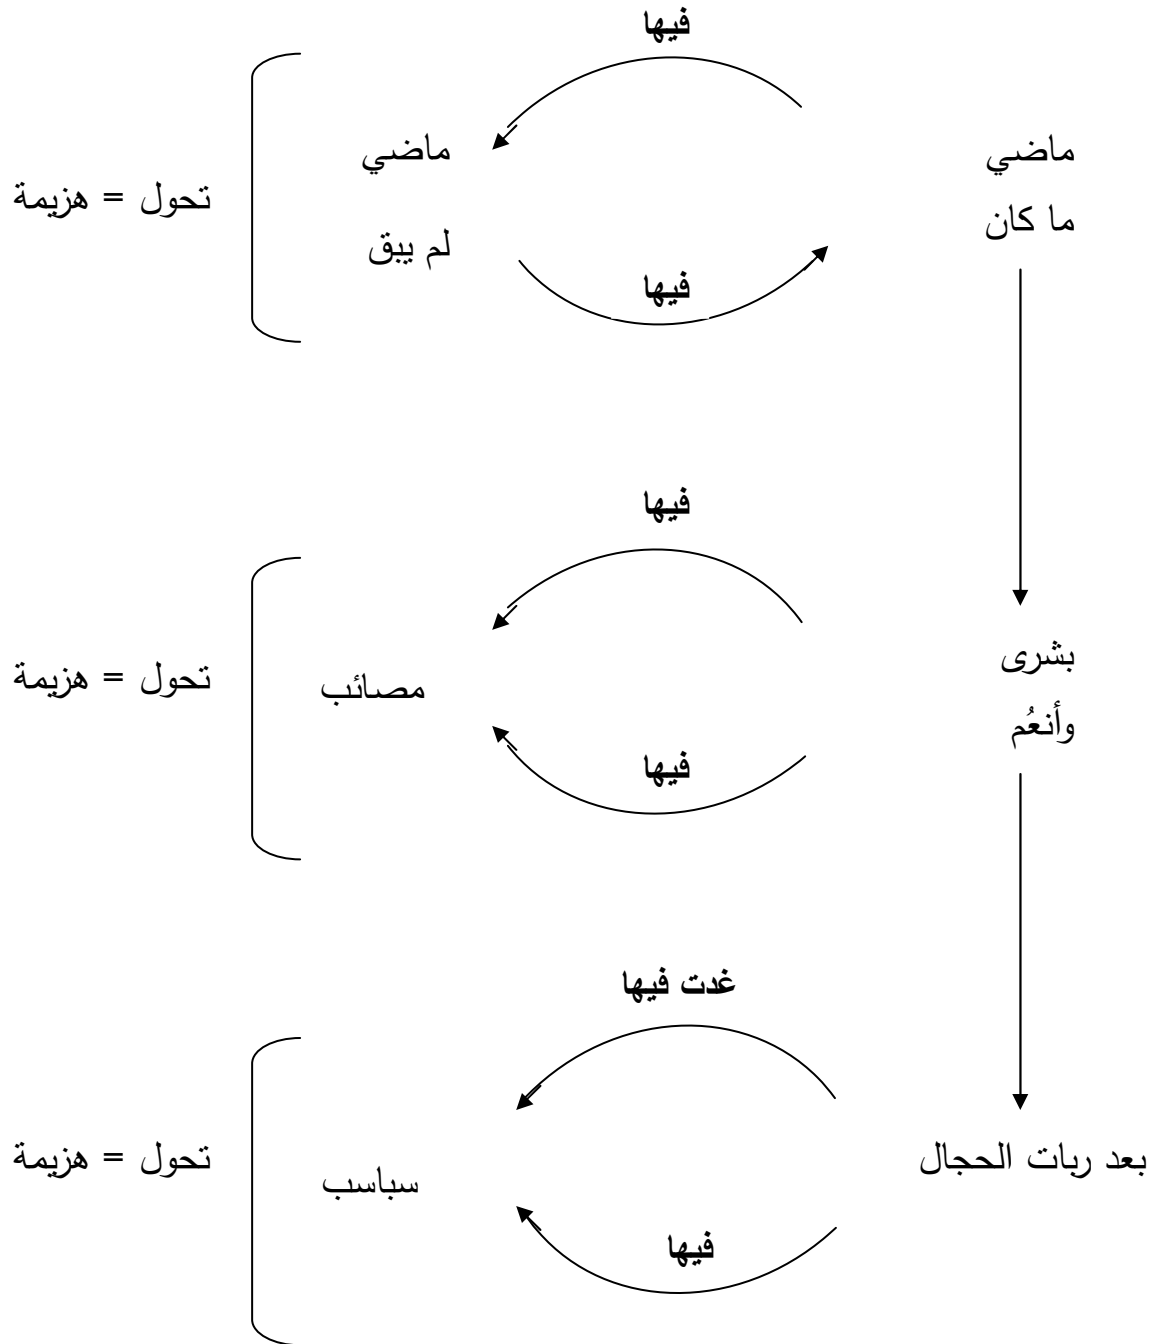 فيها
ماضي
ما كان
ماضي
لم يبق
تحول = هزيمة
فيها
فيها
بشرى
وأنعُم
مصائب
تحول = هزيمة
فيها
غدت فيها
بعد ربات الحجال
سباسب
تحول = هزيمة
فيها